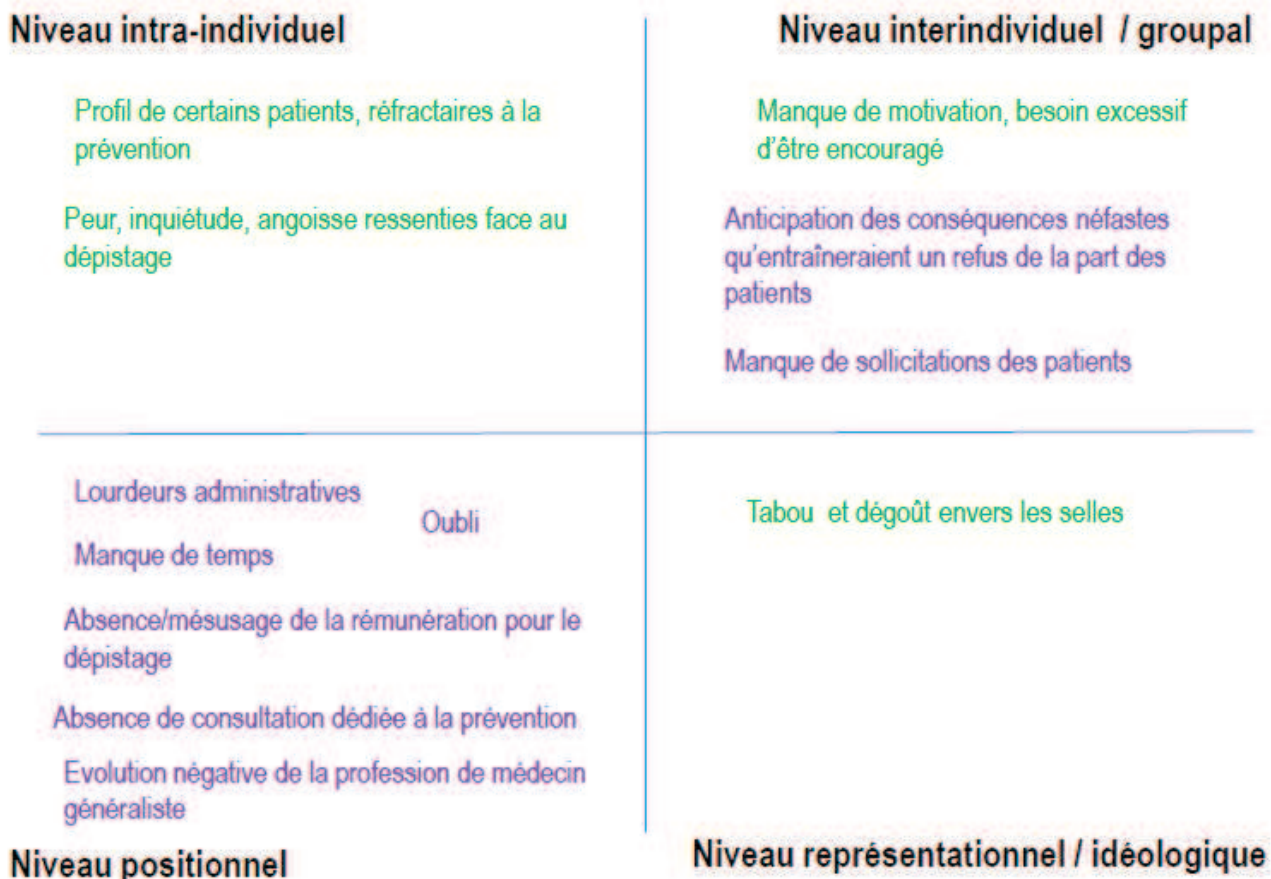 Niveau intra-individuel
Profil de certains patients, réfractaires à la
prévention
Peur, inquiétude, angoisse ressenties face au
dépistage
Niveau interindividuel / groupal
Manque de motivation, besoin excessif
d'être encouragé
Anticipation des conséquences néfastes
qu'entraîneraient un refus de la part des
patients
Manque de sollicitations des patients
Lourdeurs administratives
Oubli
Manque de temps
Absence/mésusage de la rémunération pour le
dépistage
Absence de consultation dédiée à la prévention
Evolution négative de la profession de médecin
généraliste
Niveau positionnel
Tabou et dégoût envers les selles
Niveau représentationnel / idéologique